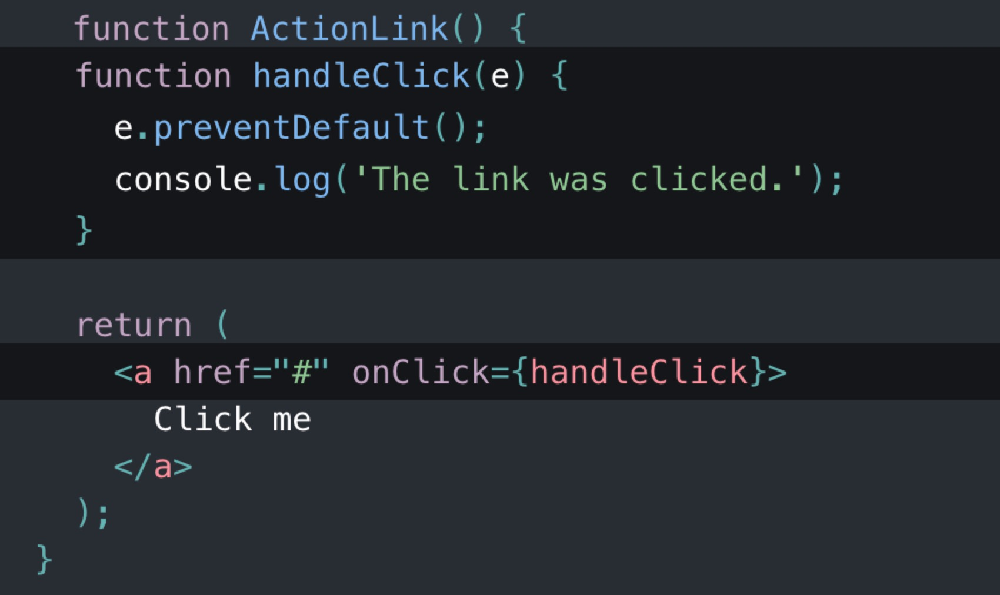 function ActionLink() {
function handleClick(e) {
e.preventDefault();
console.log('The link was clicked.');
}
return (
<a href="#" onClick={handleClick}>
Click me
</a>
);
}